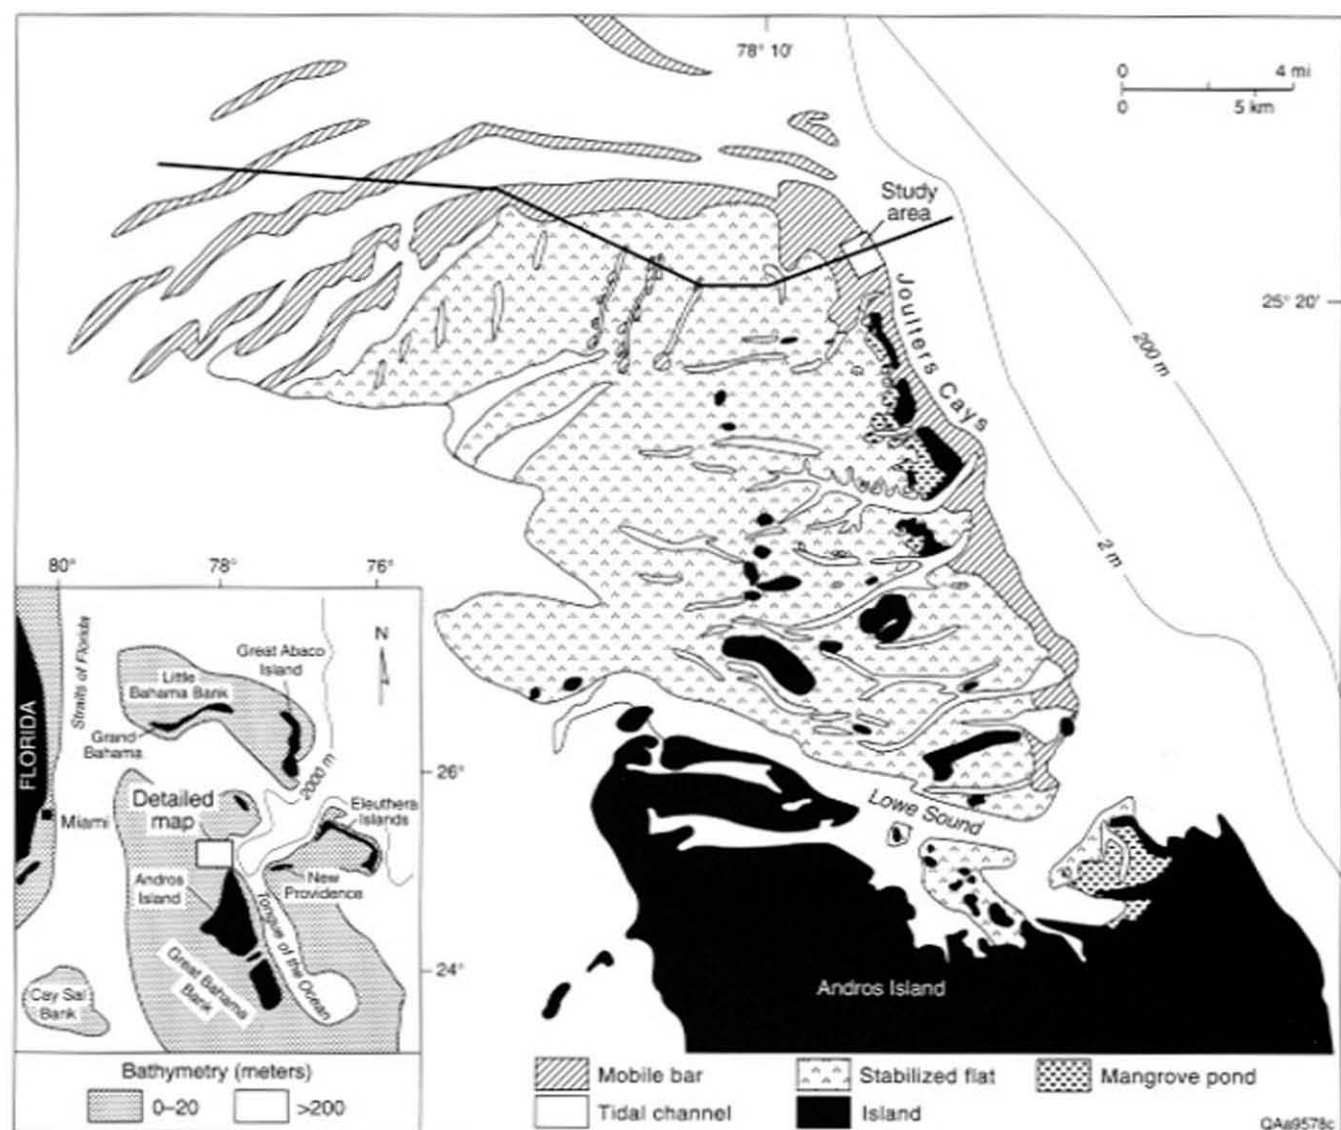 78° 10'
0 4 mi
0 5 km
Study
area
25° 20'
Joulters Cays
200 m
2 m
80° 78° 76°
N
Straits of Florida
Great Abaco
Island
Little
Bahama Bank
FLORIDA
Grand
Bahama
2000 m
26°
Detailed
map
Eleuthera
Islands
Miami
Lowe Sound
Andros
Island
New
Providence
Tongue of the Ocean
Great Bahama
Bank
24°
Cay Sal
Bank
Andros Island
Bathymetry (meters)
0–20 >200
Mobile bar Stabilized flat Mangrove pond
Tidal channel Island
QAa9578c